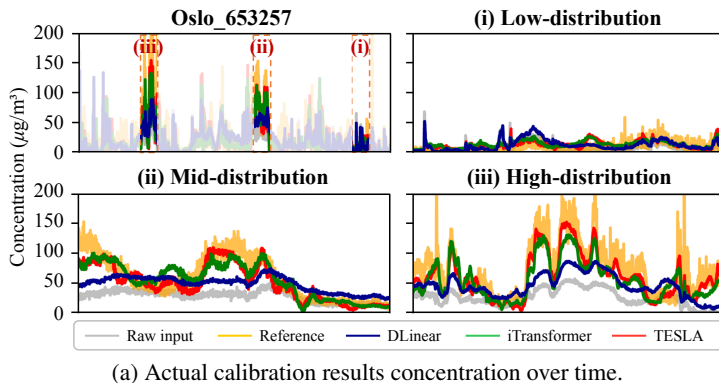 Oslo_653257
(i) Low-distribution
200
150
100
50
0
(iii)
(ii)
(i)
Concentration (μg/m³)
(ii) Mid-distribution
(iii) High-distribution
200
150
100
50
0
Raw input
Reference
DLinear
iTransformer
TESLA
(a) Actual calibration results concentration over time.